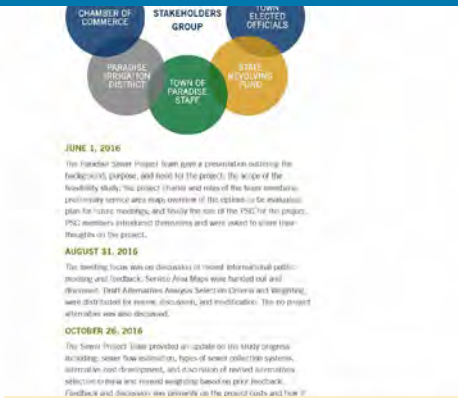 CHAMBER OF
COMMERCE
STAKEHOLDERS
GROUP
TOWN
ELECTED
OFFICIALS
PARADISE
IRRIGATION
DISTRICT
TOWN OF
PARADISE
STAFF
STATE
REVOLVING
FUND
JUNE 1, 2016
The Paradise Sewer Project Team gave a presentation outlining the
background, purpose, and need for the project; the scope of the
feasibility study; the project charter and roles of the team members;
preliminary service area map; overview of the options to be evaluated;
plan for future meetings; and finally the role of the PSG for the project.
PSG members introduced themselves and were asked to share their
thoughts on the project.
AUGUST 31, 2016
The meeting focus was on discussion of recent informational public
meeting and feedback. Service Area Maps were handed out and
discussed. Draft Alternatives Analysis Selection Criteria and Weighting
were distributed for review, discussion, and modification. The no project
alternative was also discussed.
OCTOBER 26, 2016
The Sewer Project Team provided an update on the study progress
including: sewer flow estimation, types of sewer collection systems,
alternative cost development, and discussion of revised alternatives
selection criteria and revised weighting based on prior feedback.
Feedback and discussion was primarily on the project costs and how it